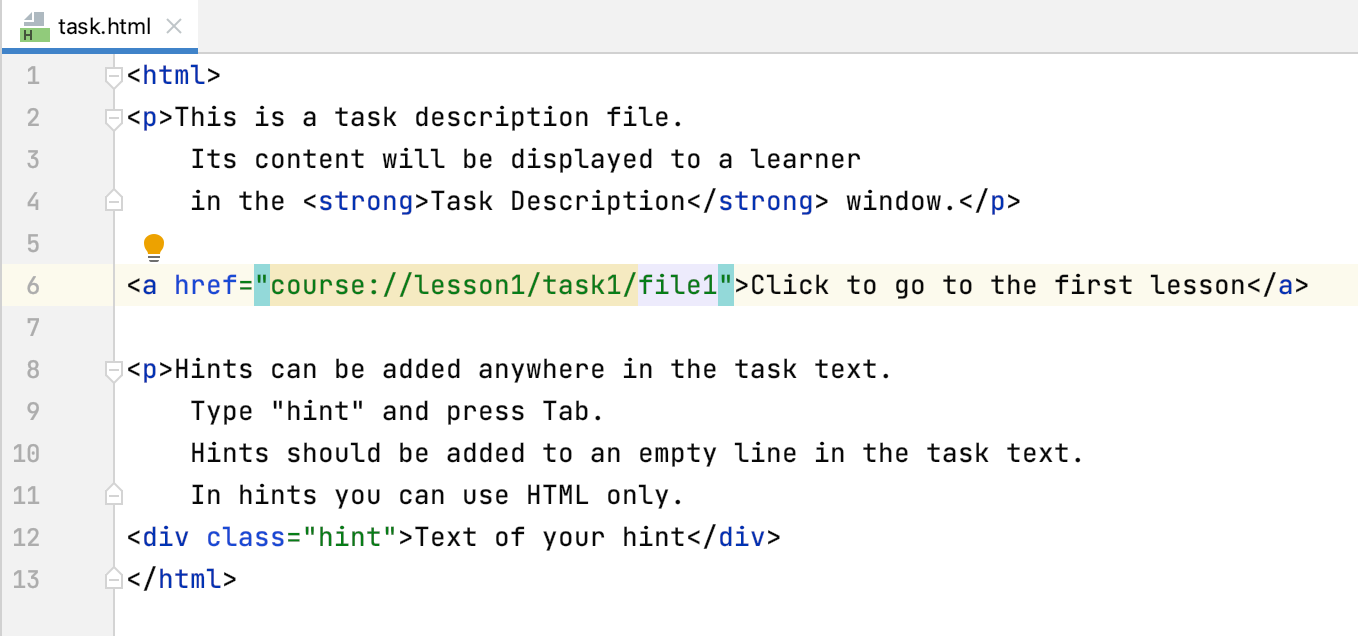 H task.html
1 <html>
2 <p>This is a task description file.
3 Its content will be displayed to a learner
4 in the <strong>Task Description</strong> window.</p>
5
6 <a href="course://lesson1/task1/file1">Click to go to the first lesson</a>
7
8 <p>Hints can be added anywhere in the task text.
9 Type "hint" and press Tab.
10 Hints should be added to an empty line in the task text.
11 In hints you can use HTML only.
12 <div class="hint">Text of your hint</div>
13 </html>